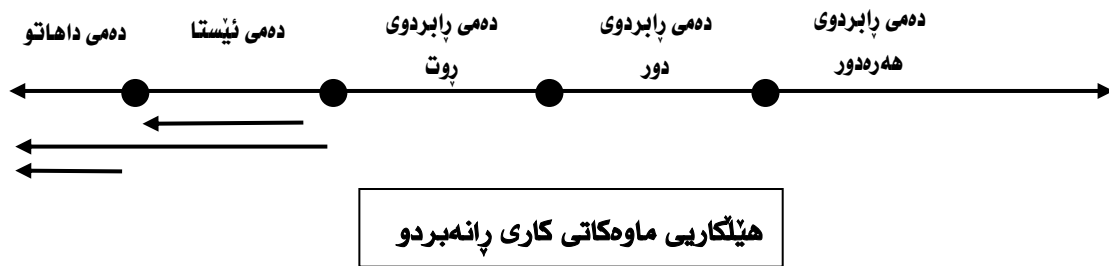 دەمی ڕابردوی
هەرەدور
دەمی ڕابردوی
دور
دەمی ڕابردوی
ڕوت
دەمی ئێستا
دەمی داهاتو
هێڵکاریی ماوەکاتی کاری ڕانەبردو